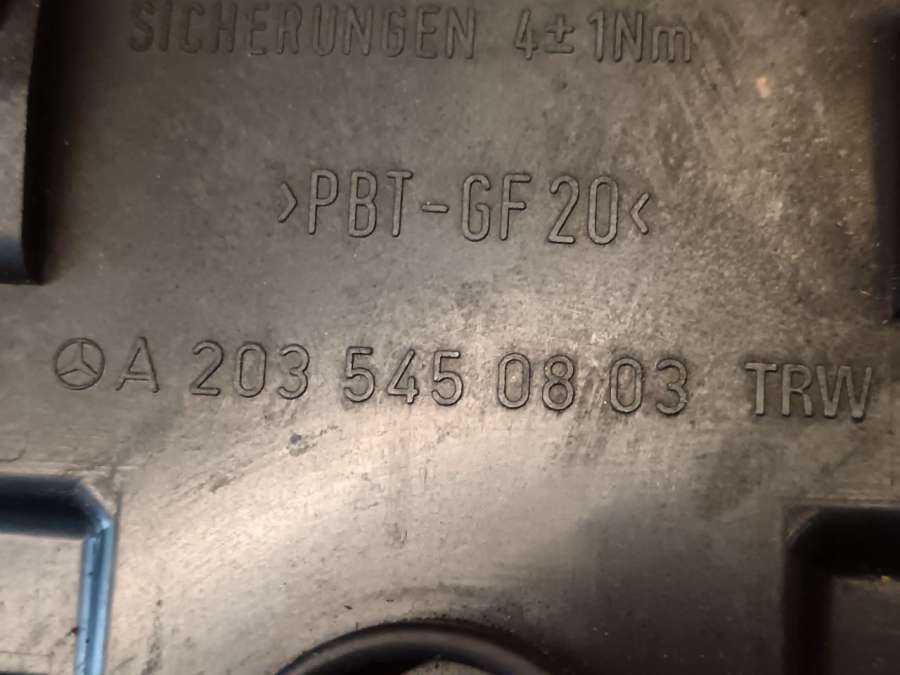 SICHERUNGEN 4±1Nm
>PBT-GF20<
A 203 545 08 03 TRW